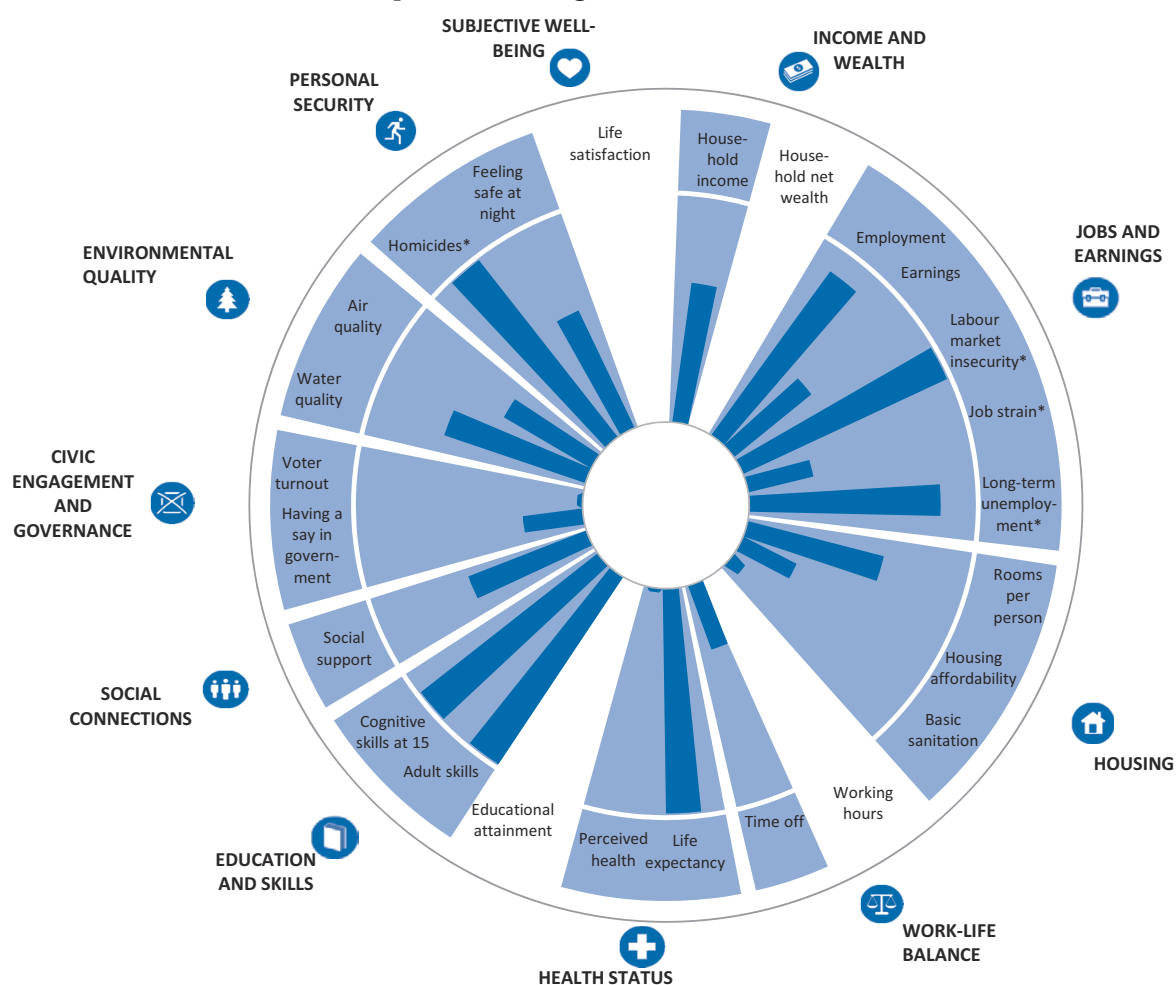 SUBJECTIVE WELL-
BEING
INCOME AND
WEALTH
PERSONAL
SECURITY
Life
satisfaction
House-
hold
income
House-
hold net
wealth
Feeling
safe at
night
Homicides*
Employment
Earnings
JOBS AND
EARNINGS
ENVIRONMENTAL
QUALITY
Air
quality
Water
quality
Labour
market
insecurity*
Job strain*
Long-term
unemploy-
ment*
CIVIC
ENGAGEMENT
AND
GOVERNANCE
Voter
turnout
Having a
say in
govern-
ment
Rooms
per
person
Housing
affordability
Basic
sanitation
HOUSING
Social
support
SOCIAL
CONNECTIONS
Cognitive
skills at 15
Adult skills
Educational
attainment
EDUCATION
AND SKILLS
Perceived
health
Life
expectancy
Time off
Working
hours
WORK-LIFE
BALANCE
HEALTH STATUS